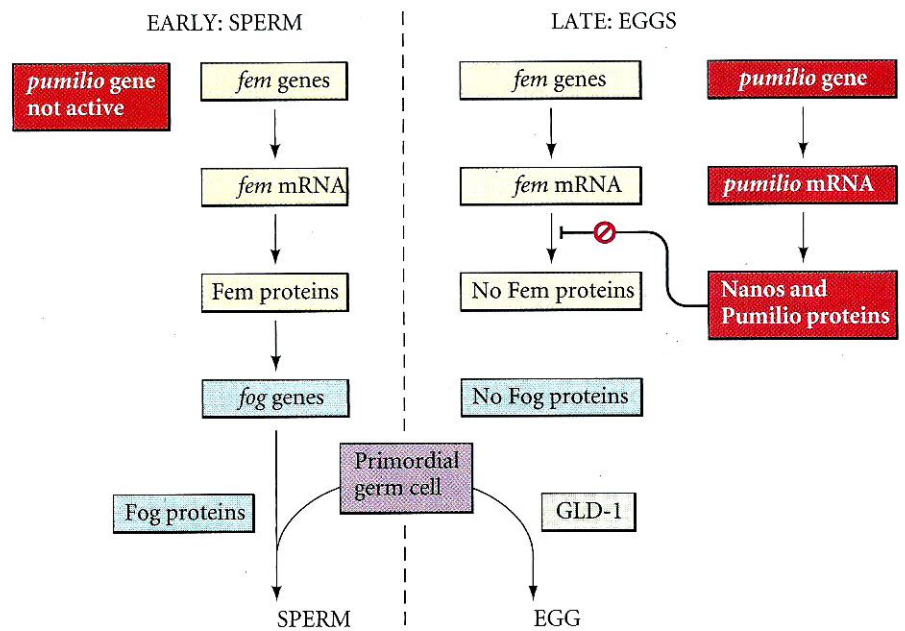 EARLY: SPERM
LATE: EGGS
pumilio gene
not active
fem genes
fem genes
pumilio gene
fem mRNA
fem mRNA
pumilio mRNA
Fem proteins
No Fem proteins
Nanos and
Pumilio proteins
fog genes
No Fog proteins
Primordial
germ cell
Fog proteins
GLD-1
SPERM
EGG